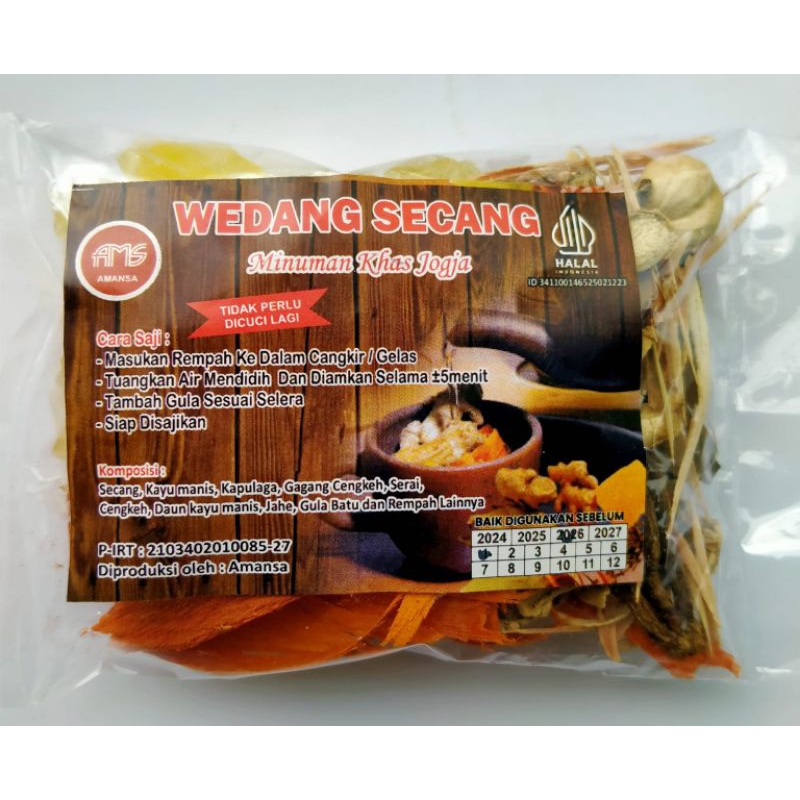 WEDANG SECANG
Minuman Khas Jogja
AMS
AMANSA
HALAL
INDONESIA
ID 341100146525021223
TIDAK PERLU
DICUCI LAGI
Cara Saji :
- Masukan Rempah Ke Dalam Cangkir / Gelas
- Tuangkan Air Mendidih Dan Diamkan Selama ±5menit
- Tambah Gula Sesuai Selera
- Siap Disajikan
Komposisi :
Secang, Kayu manis, Kapulaga, Gagang Cengkeh, Serai,
Cengkeh, Daun kayu manis, Jahe, Gula Batu dan Rempah Lainnya
P-IRT : 2103402010085-27
Diproduksi oleh : Amansa
BAIK DIGUNAKAN SEBELUM
2024 2025 2026 2027
2 3 4 5 6
7 8 9 10 11 12